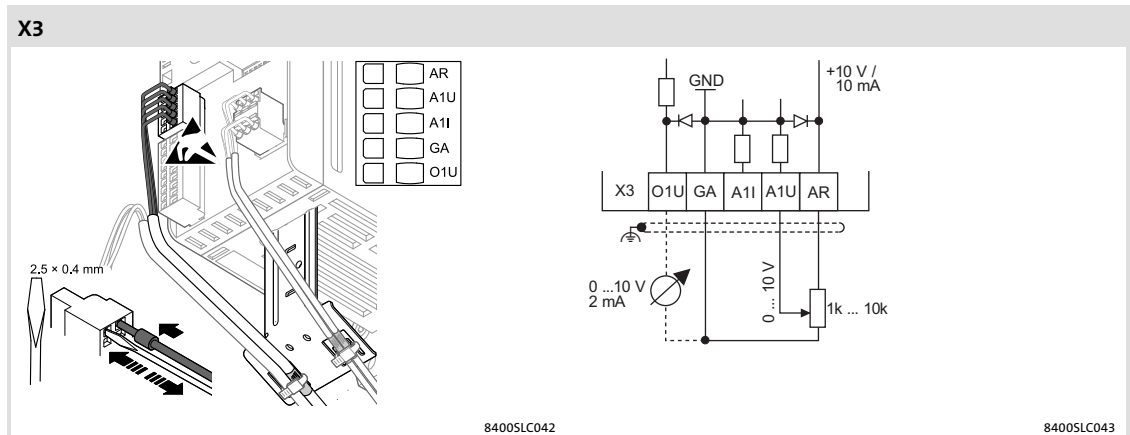 X3
AR
A1U
A1I
GA
O1U
2.5 × 0.4 mm
8400SLC042
GND
+10 V /
10 mA
X3 O1U GA A1I A1U AR
0 ...10 V
2 mA
0 ... 10 V
1k ... 10k
8400SLC043